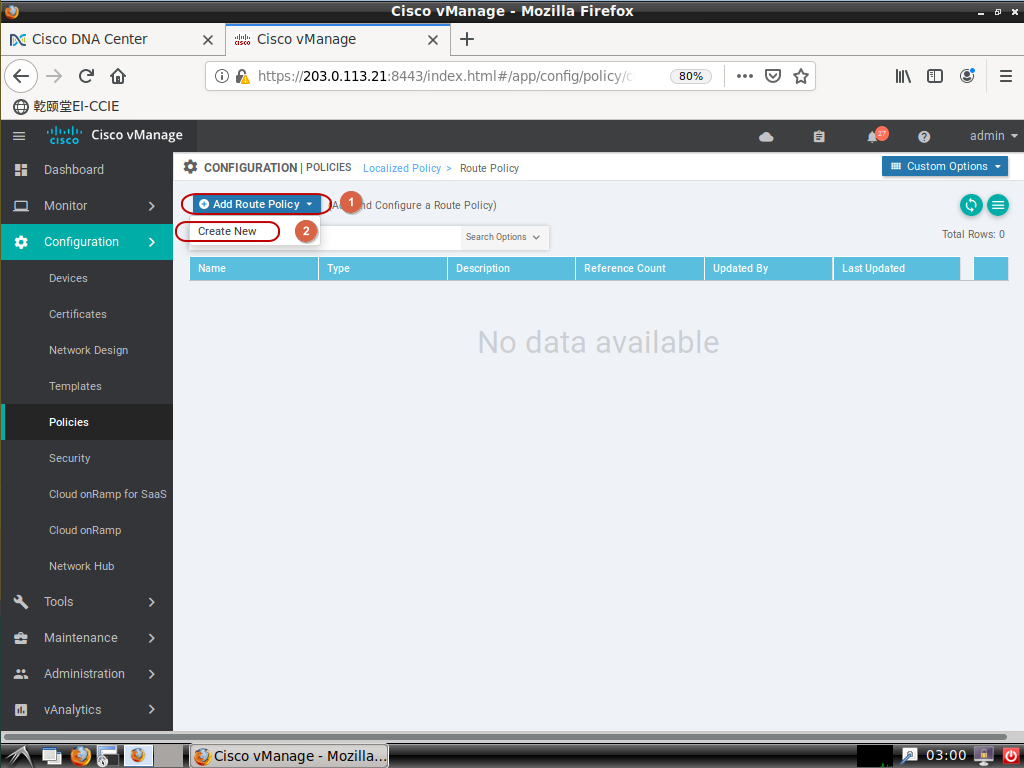 Cisco vManage - Mozilla Firefox
Cisco DNA Center
Cisco vManage
https://203.0.113.21:8443/index.html#/app/config/policy/
80%
乾颐堂EI-CCIE
cisco
Cisco vManage
27
admin
Dashboard
Monitor
Configuration
Devices
Certificates
Network Design
Templates
Policies
Security
Cloud onRamp for SaaS
Cloud onRamp
Network Hub
Tools
Maintenance
Administration
vAnalytics
CONFIGURATION | POLICIES Localized Policy > Route Policy
Custom Options
Add Route Policy 1 nd Configure a Route Policy)
Create New 2
Search Options
Total Rows: 0
Name Type Description Reference Count Updated By Last Updated
No data available
Cisco vManage - Mozilla...
03:00